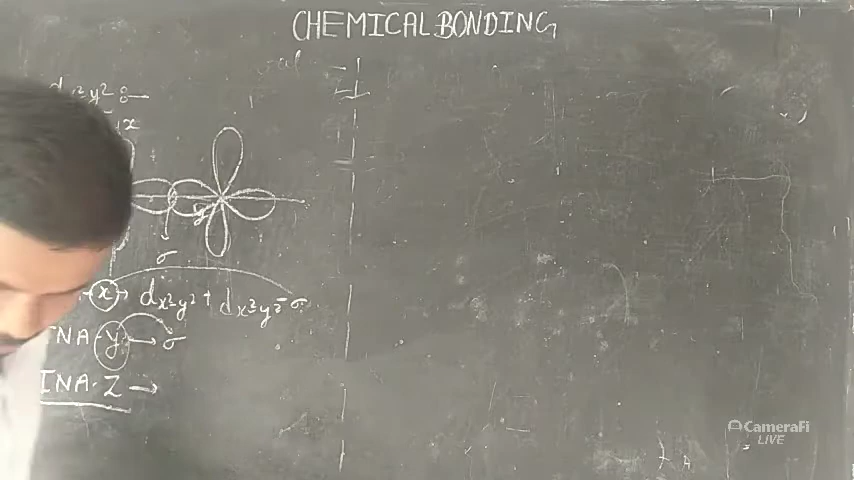 CHEMICAL BONDING
dx²y² :—
x
σ
x → dx²y² + dx²y² = σ
INA - y → σ
INA - Z →
CameraFi
LIVE